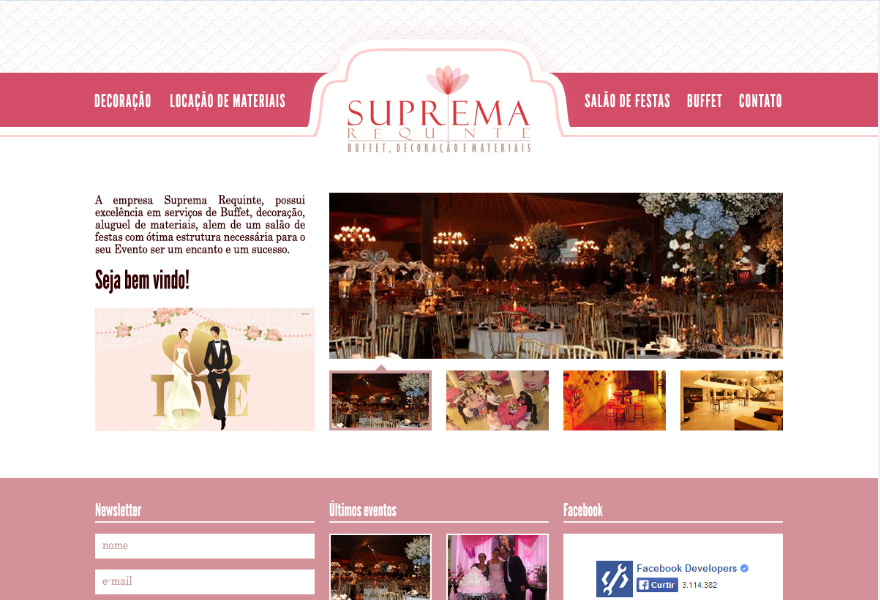 DECORAÇÃO
LOCAÇÃO DE MATERIAIS
SUPREMA
REQUINTE
BUFFET, DECORAÇÃO E MATERIAIS
SALÃO DE FESTAS
BUFFET
CONTATO
A empresa Suprema Requinte, possui
excelência em serviços de Buffet, decoração,
aluguel de materiais, alem de um salão de
festas com ótima estrutura necessária para o
seu Evento ser um encanto e um sucesso.
Seja bem vindo!
LOVE
Newsletter
nome
e-mail
Últimos eventos
Facebook
Facebook Developers
Curtir 3.114.382